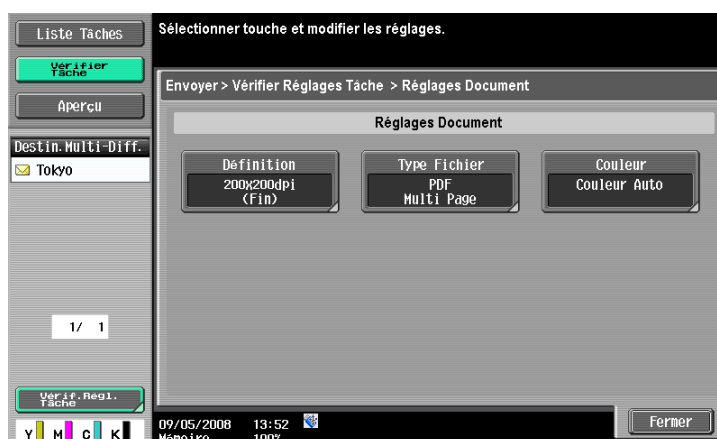 Liste Tâches
Sélectionner touche et modifier les réglages.
Vérifier
Tâche
Aperçu
Envoyer > Vérifier Réglages Tâche > Réglages Document
Réglages Document
Destin.Multi-Diff.
Tokyo
Définition
200x200dpi
(Fin)
Type Fichier
PDF
Multi Page
Couleur
Couleur Auto
1/ 1
Vérif.Régl.
Tâche
Y M C K
09/05/2008 13:52
Mémoire 100%
Fermer